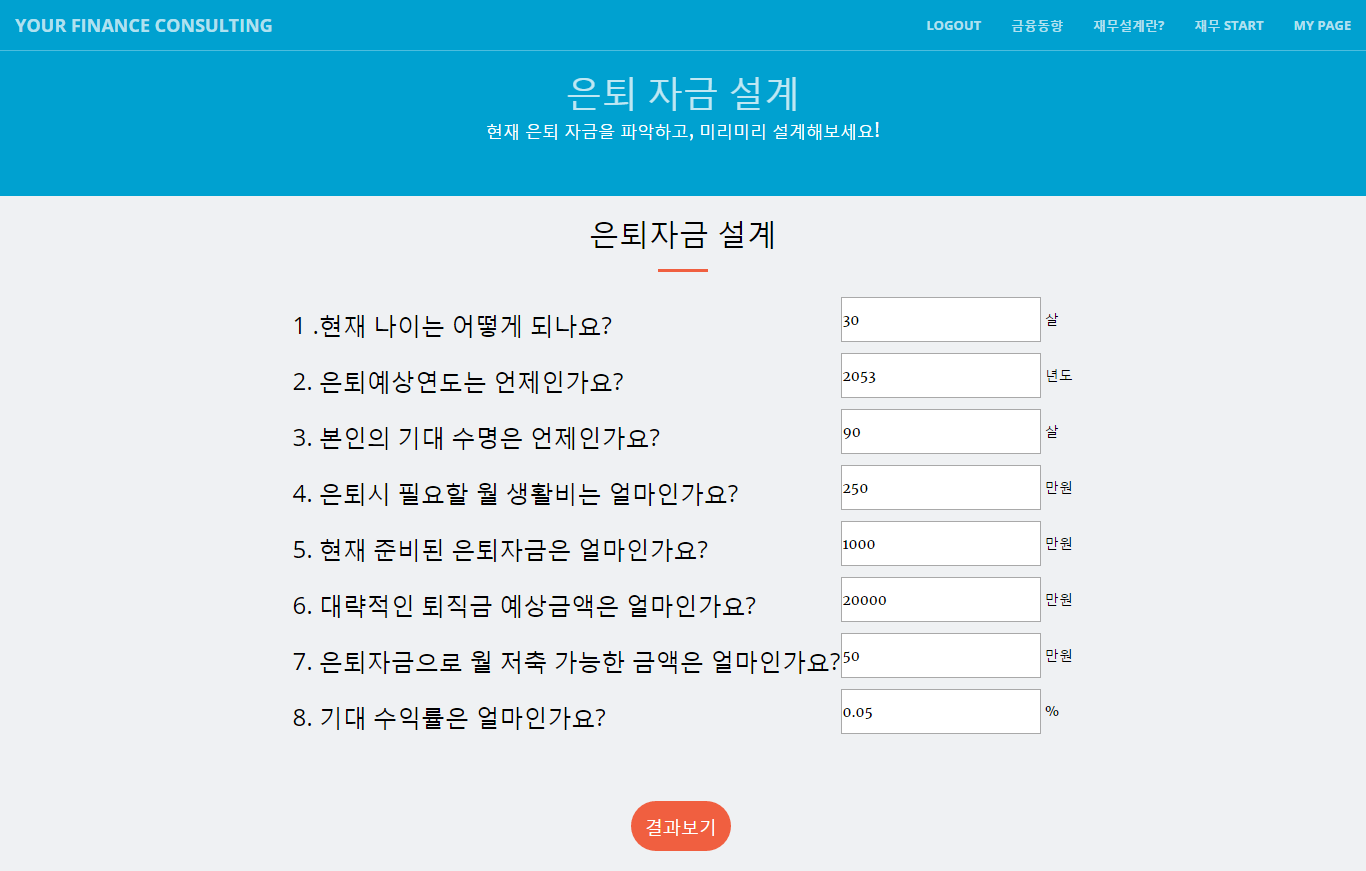 YOUR FINANCE CONSULTING LOGOUT 금융동향 재무설계란? 재무 START MY PAGE
은퇴 자금 설계
현재 은퇴 자금을 파악하고, 미리미리 설계해보세요!
은퇴자금 설계
1 .현재 나이는 어떻게 되나요? 30 살
2. 은퇴예상연도는 언제인가요? 2053 년도
3. 본인의 기대 수명은 언제인가요? 90 살
4. 은퇴시 필요할 월 생활비는 얼마인가요? 250 만원
5. 현재 준비된 은퇴자금은 얼마인가요? 1000 만원
6. 대략적인 퇴직금 예상금액은 얼마인가요? 20000 만원
7. 은퇴자금으로 월 저축 가능한 금액은 얼마인가요? 50 만원
8. 기대 수익률은 얼마인가요? 0.05 %
결과보기